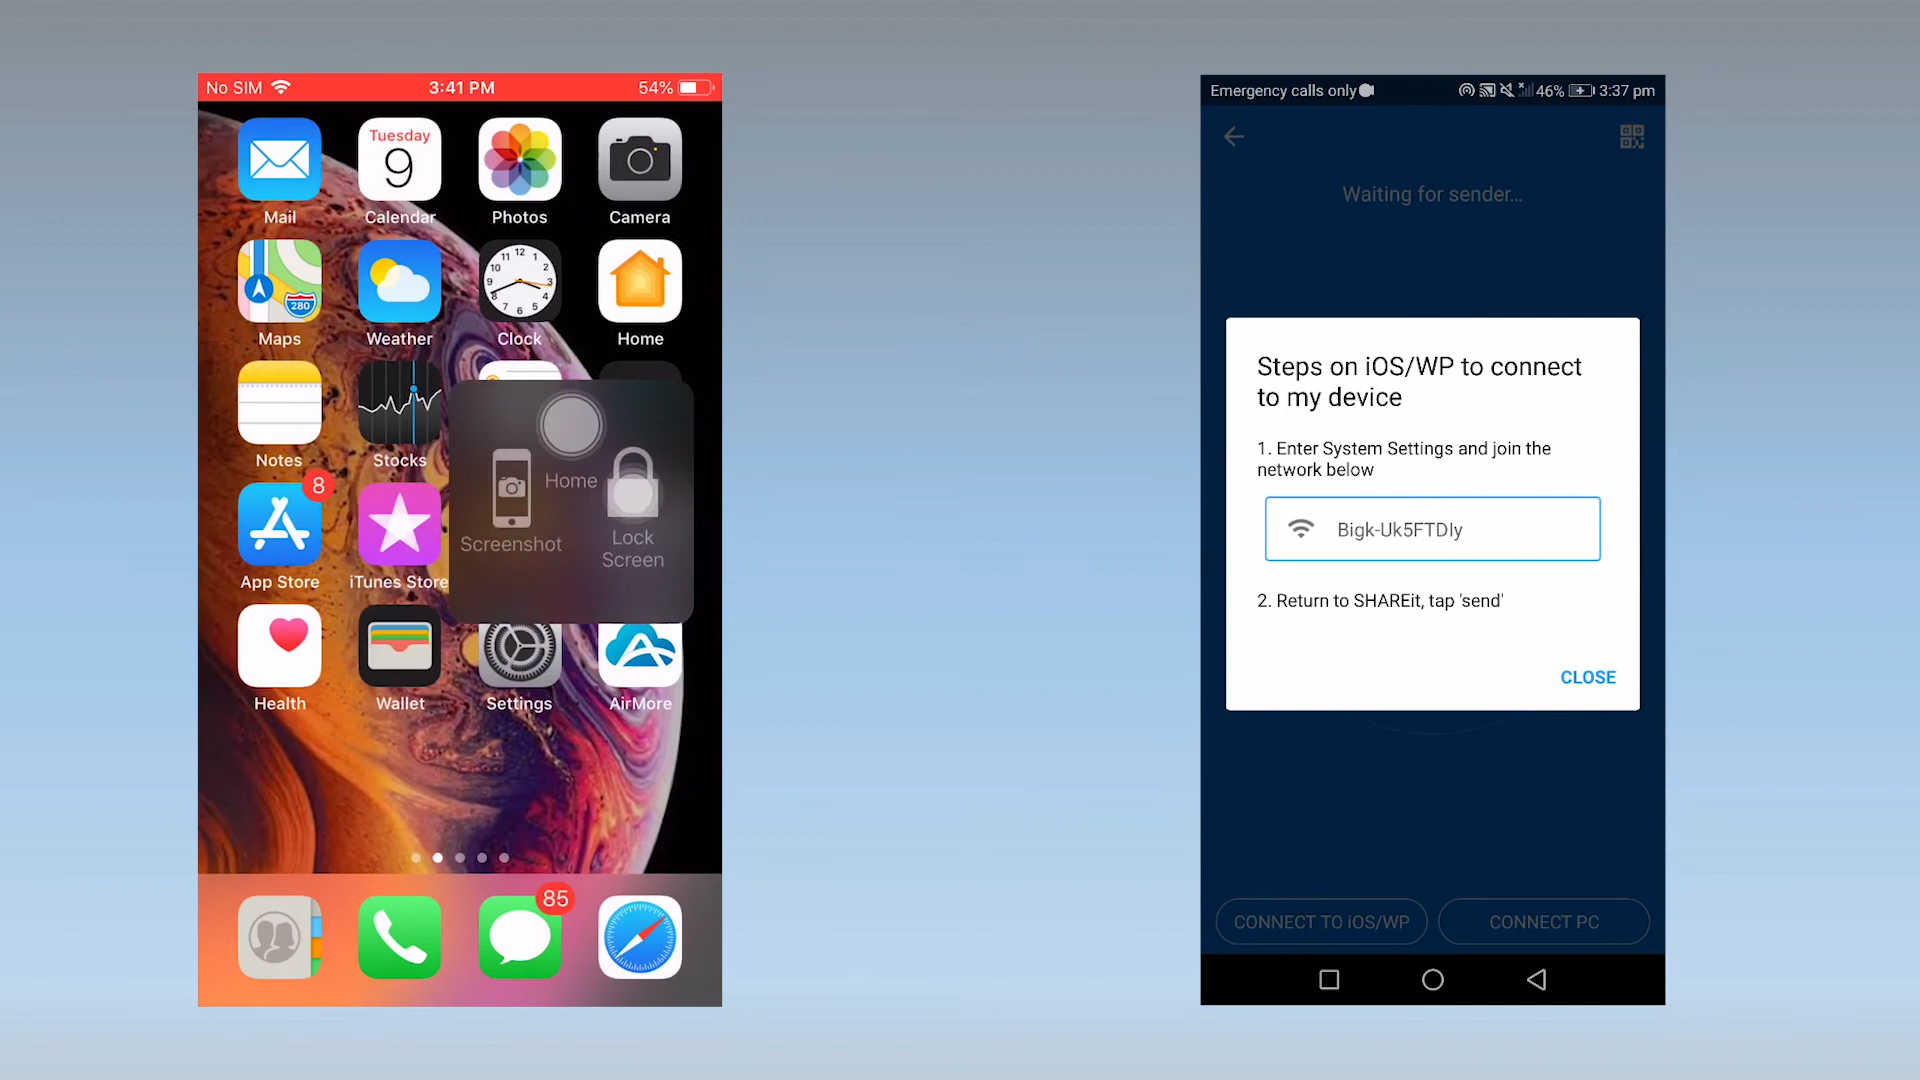 No SIM 3:41 PM 54%
Mail Tuesday 9 Calendar Photos Camera
280
Maps Weather Clock Home
Notes Stocks
Home
Screenshot Lock Screen
8
App Store iTunes Store
Health Wallet Settings AirMore
85
Emergency calls only 46% 3:37 pm
Waiting for sender...
Steps on iOS/WP to connect
to my device
1. Enter System Settings and join the
network below
Bigk-Uk5FTDly
2. Return to SHAREit, tap 'send'
CLOSE
CONNECT TO iOS/WP CONNECT PC